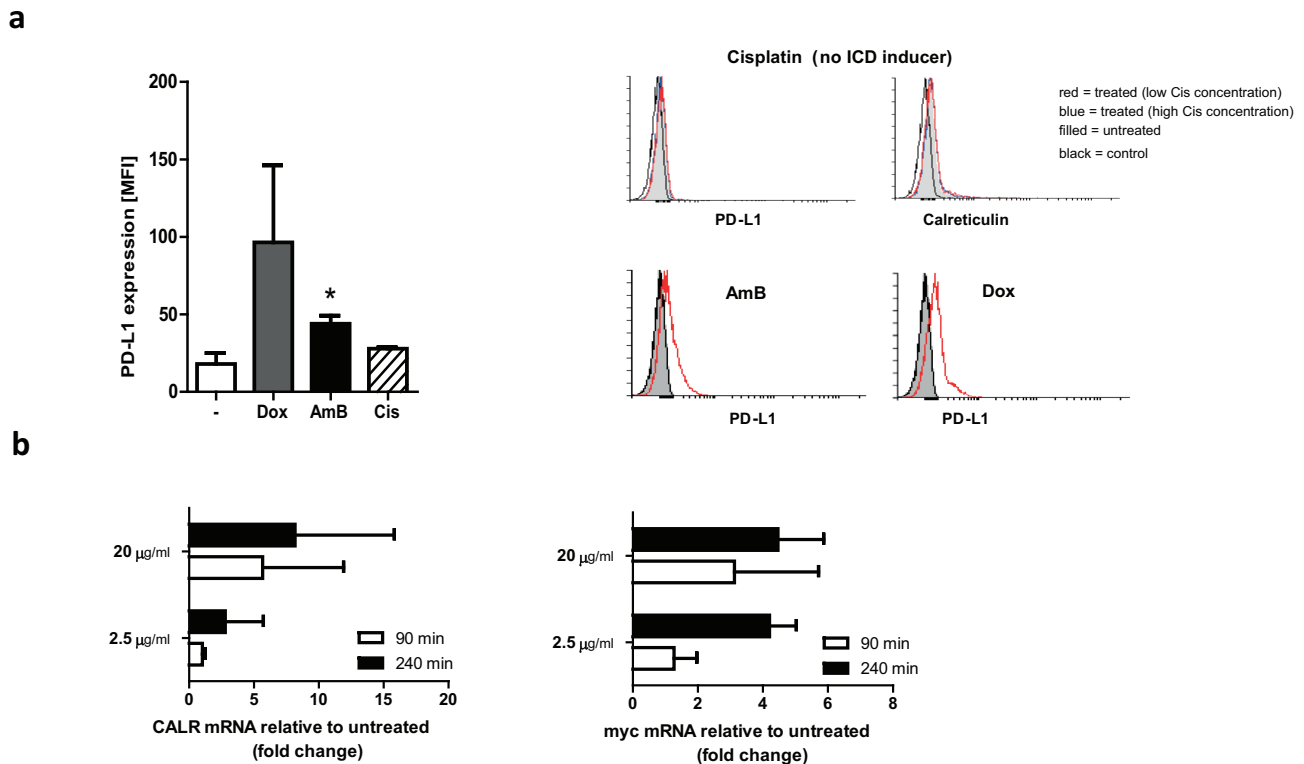 a
PD-L1 expression [MFI]
200
150
100
50
0
*
- Dox AmB Cis
Cisplatin (no ICD inducer)
PD-L1
Calreticulin
red = treated (low Cis concentration)
blue = treated (high Cis concentration)
filled = untreated
black = control
AmB
PD-L1
Dox
PD-L1
b
20 µg/ml
2.5 µg/ml
90 min
240 min
0 5 10 15 20
CALR mRNA relative to untreated
(fold change)
20 µg/ml
2.5 µg/ml
90 min
240 min
0 2 4 6 8
myc mRNA relative to untreated
(fold change)